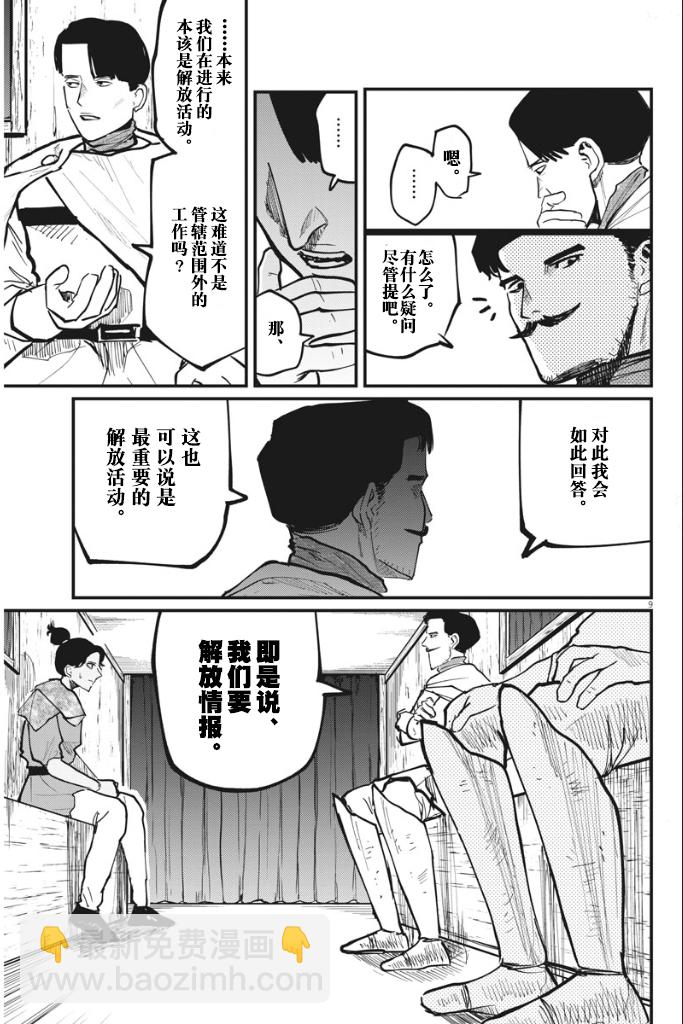 嗯。
……
怎么了。
有什么疑问
尽管提吧。
……
那、
……本来
我们在进行的
本该是解放活动。
这难道不是
管辖范围外的
工作吗？
对此我会
如此回答。
这也
可以说是
最重要的
解放活动。
9
即是说、
我们要
解放情报。
👇最新免费漫画👇
www.baozimh.com